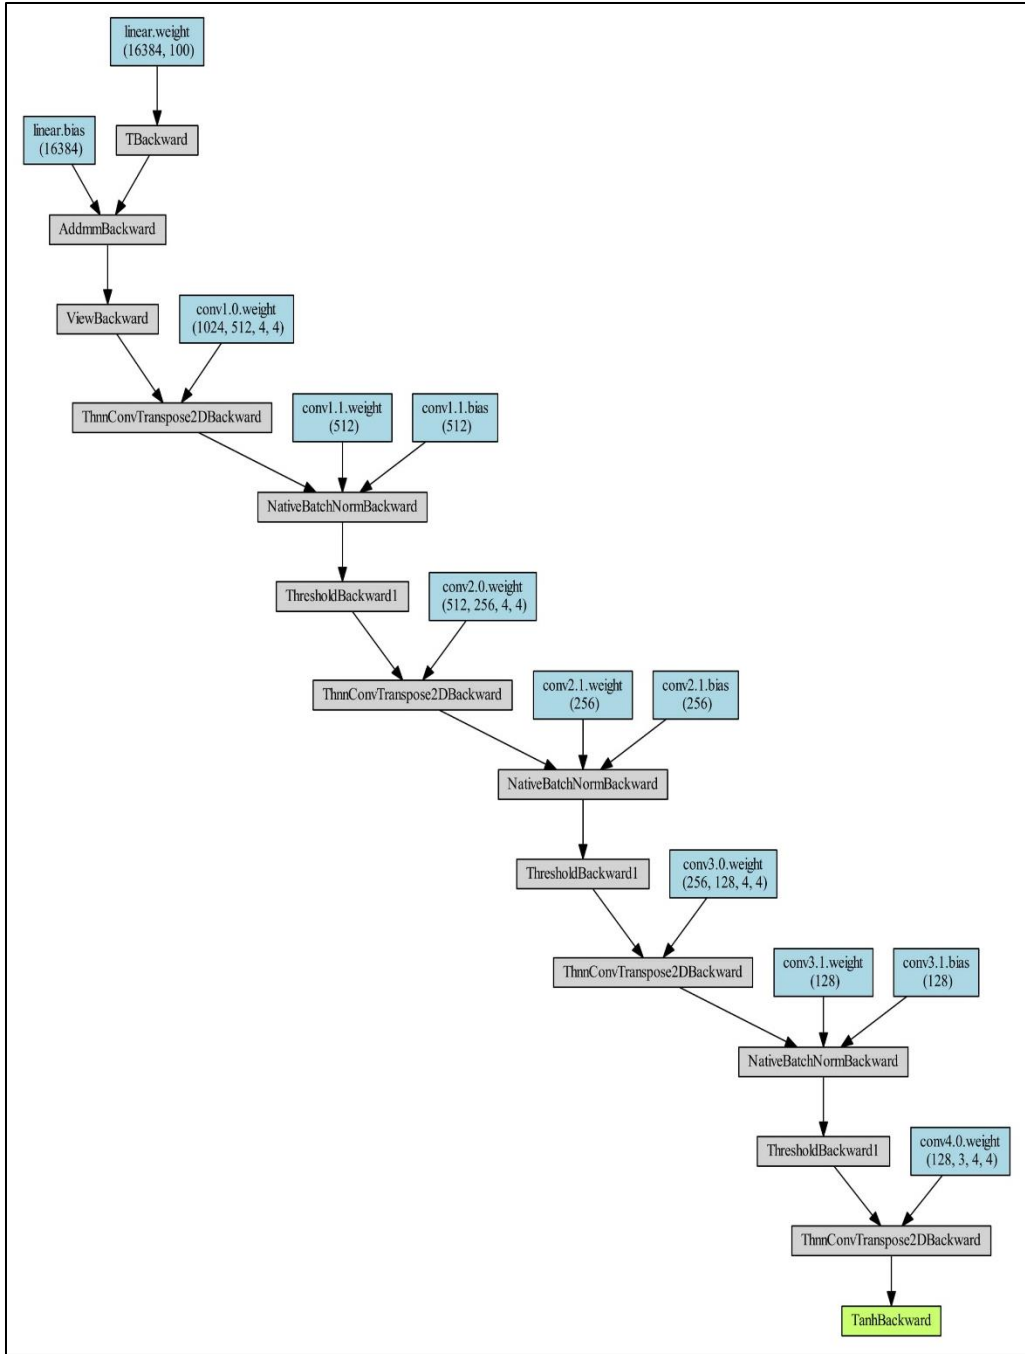 linear.weight
(16384, 100)
linear.bias
(16384)
TBackward
AddmmBackward
ViewBackward
conv1.0.weight
(1024, 512, 4, 4)
ThnnConvTranspose2DBackward
conv1.1.weight
(512)
conv1.1.bias
(512)
NativeBatchNormBackward
ThresholdBackward1
conv2.0.weight
(512, 256, 4, 4)
ThnnConvTranspose2DBackward
conv2.1.weight
(256)
conv2.1.bias
(256)
NativeBatchNormBackward
ThresholdBackward1
conv3.0.weight
(256, 128, 4, 4)
ThnnConvTranspose2DBackward
conv3.1.weight
(128)
conv3.1.bias
(128)
NativeBatchNormBackward
ThresholdBackward1
conv4.0.weight
(128, 3, 4, 4)
ThnnConvTranspose2DBackward
TanhBackward